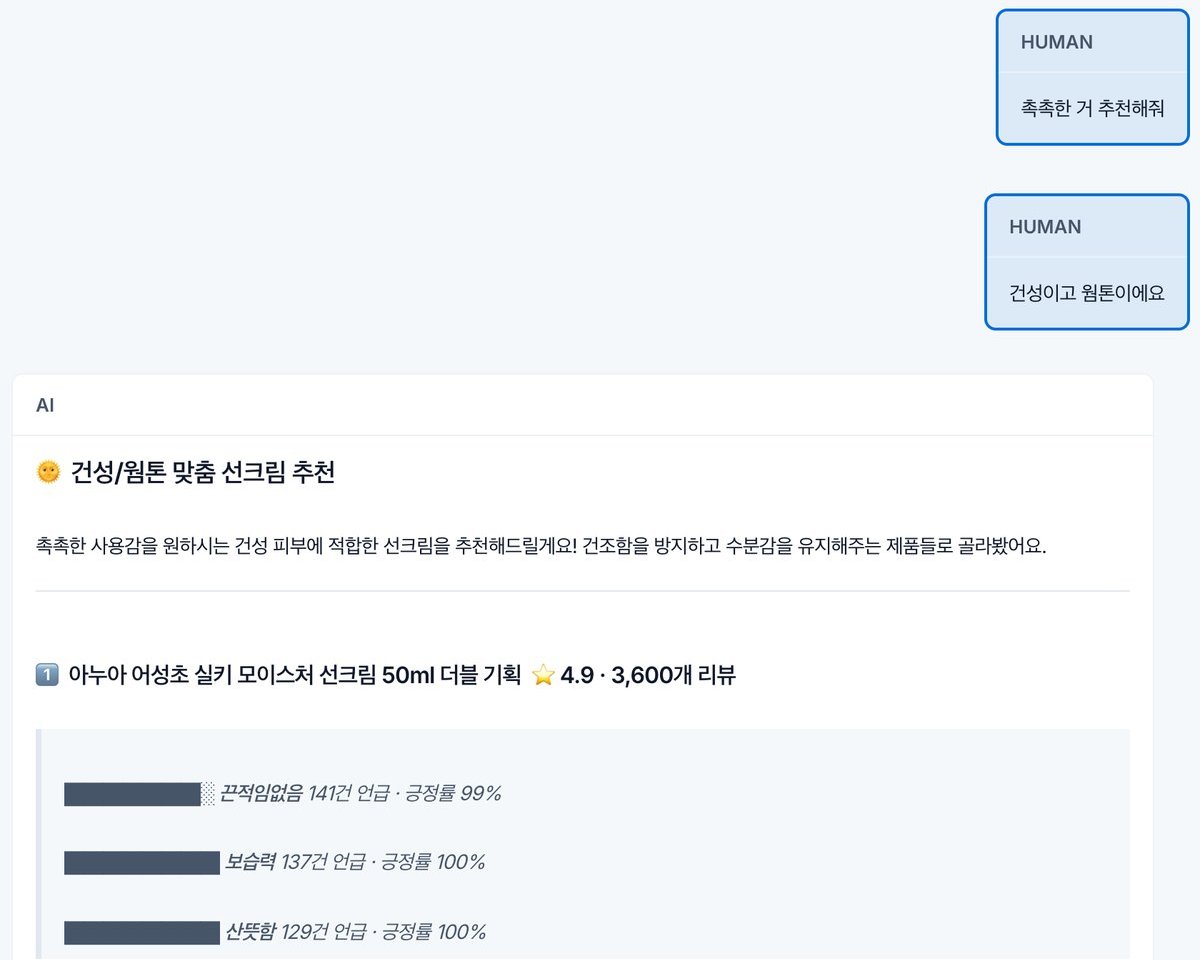 HUMAN
촉촉한 거 추천해줘
HUMAN
건성이고 웜톤이에요
AI
🌞 건성/웜톤 맞춤 선크림 추천
촉촉한 사용감을 원하시는 건성 피부에 적합한 선크림을 추천해드릴게요! 건조함을 방지하고 수분감을 유지해주는 제품들로 골라봤어요.
1️⃣ 아누아 어성초 실키 모이스처 선크림 50ml 더블 기획 ⭐ 4.9 · 3,600개 리뷰
끈적임없음 141건 언급 · 긍정률 99%
보습력 137건 언급 · 긍정률 100%
산뜻함 129건 언급 · 긍정률 100%